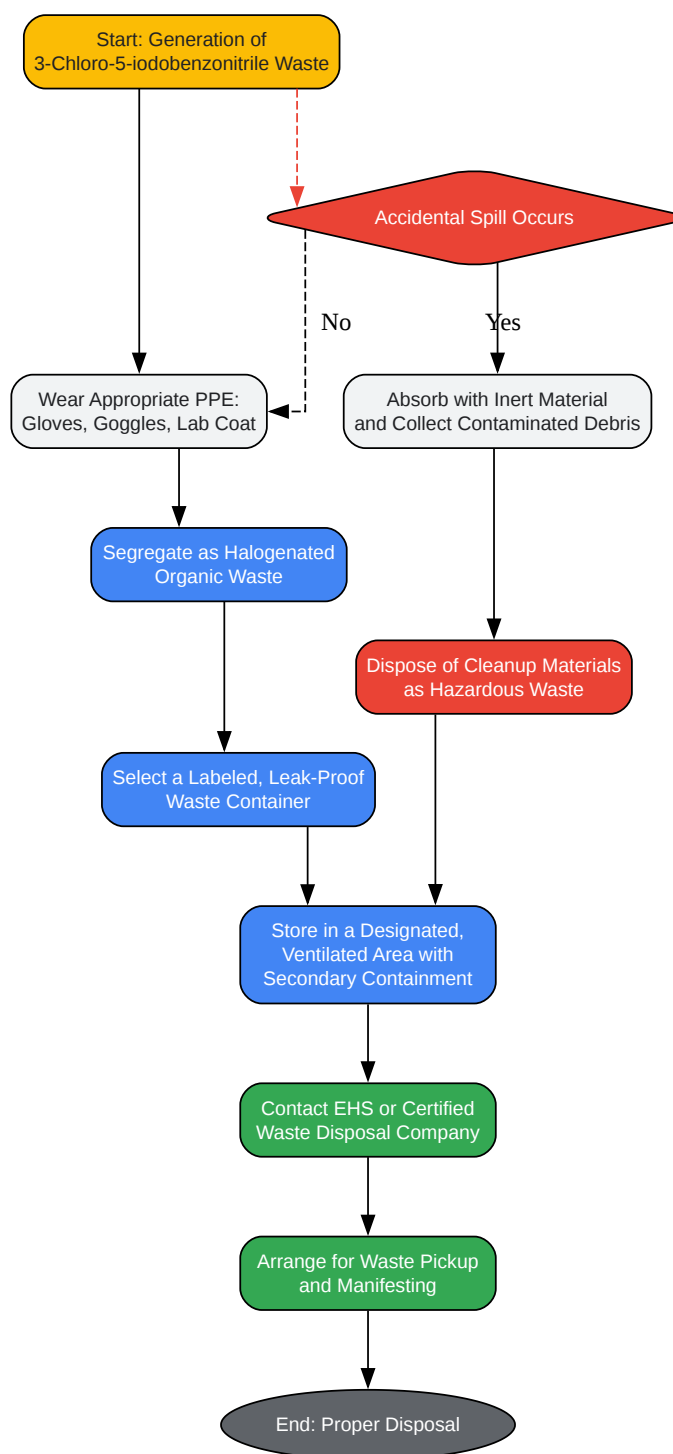 Start: Generation of
3-Chloro-5-iodobenzonitrile Waste
Accidental Spill Occurs
No
Yes
Wear Appropriate PPE:
Gloves, Goggles, Lab Coat
Absorb with Inert Material
and Collect Contaminated Debris
Segregate as Halogenated
Organic Waste
Dispose of Cleanup Materials
as Hazardous Waste
Select a Labeled, Leak-Proof
Waste Container
Store in a Designated,
Ventilated Area with
Secondary Containment
Contact EHS or Certified
Waste Disposal Company
Arrange for Waste Pickup
and Manifesting
End: Proper Disposal